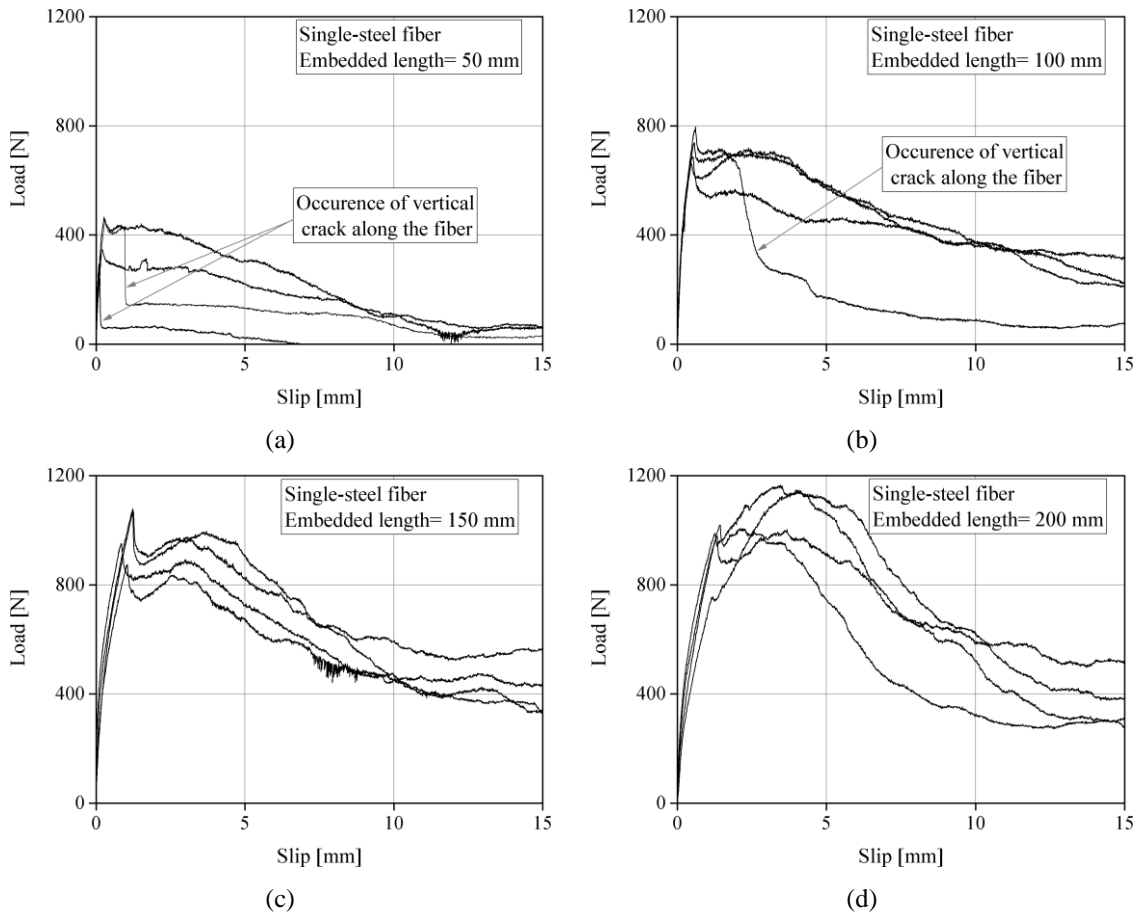 1200
800
400
0
Load [N]
Single-steel fiber
Embedded length= 50 mm
Occurence of vertical
crack along the fiber
0 5 10 15
Slip [mm]
(a)
1200
800
400
0
Load [N]
Single-steel fiber
Embedded length= 100 mm
Occurence of vertical
crack along the fiber
0 5 10 15
Slip [mm]
(b)
1200
800
400
0
Load [N]
Single-steel fiber
Embedded length= 150 mm
0 5 10 15
Slip [mm]
(c)
1200
800
400
0
Load [N]
Single-steel fiber
Embedded length= 200 mm
0 5 10 15
Slip [mm]
(d)